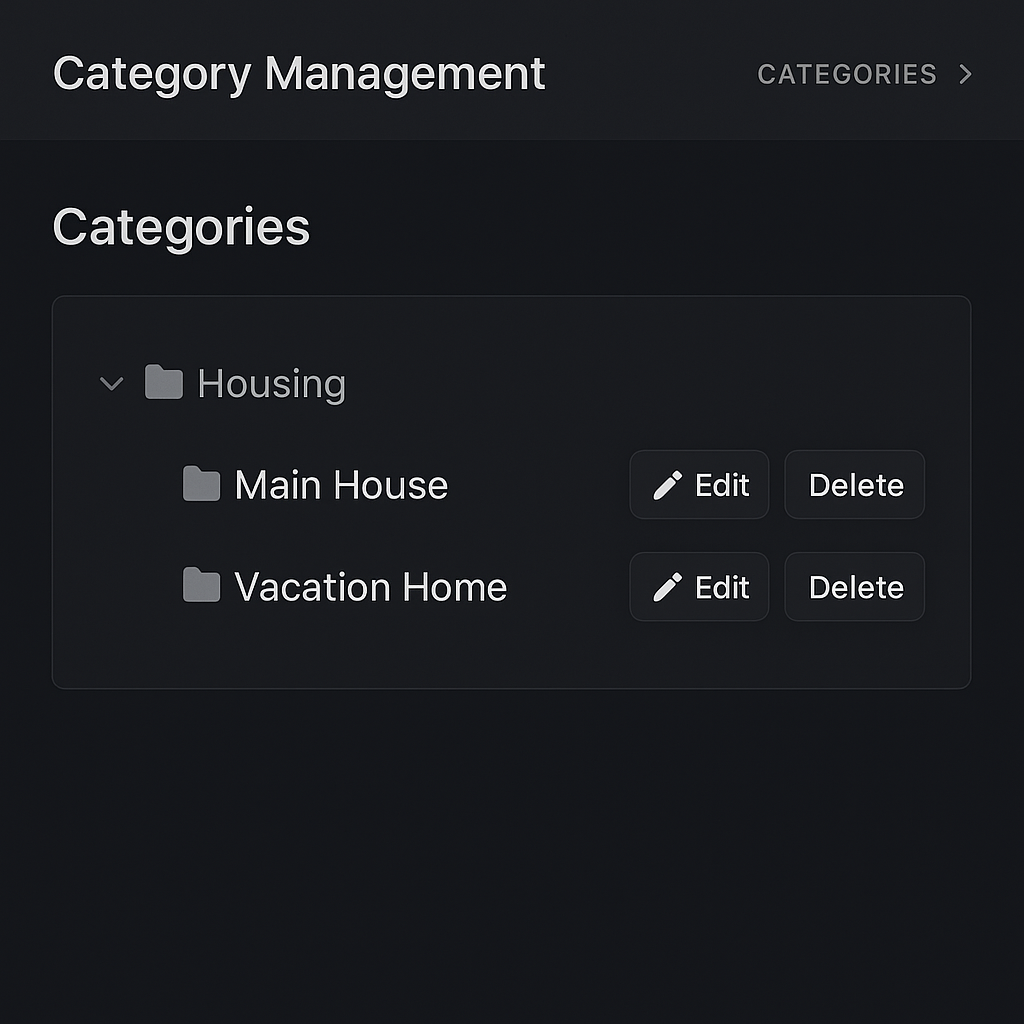 Category Management CATEGORIES
Categories
Housing
Main House Edit Delete
Vacation Home Edit Delete